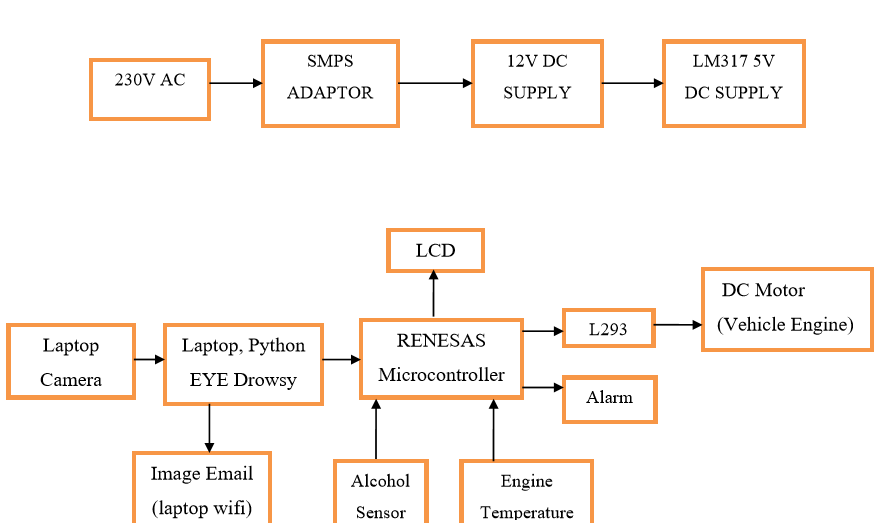 230V AC
SMPS
ADAPTOR
12V DC
SUPPLY
LM317 5V
DC SUPPLY
LCD
DC Motor
(Vehicle Engine)
L293
RENESAS
Microcontroller
Laptop
Camera
Laptop, Python
EYE Drowsy
Alarm
Image Email
(laptop wifi)
Alcohol
Sensor
Engine
Temperature